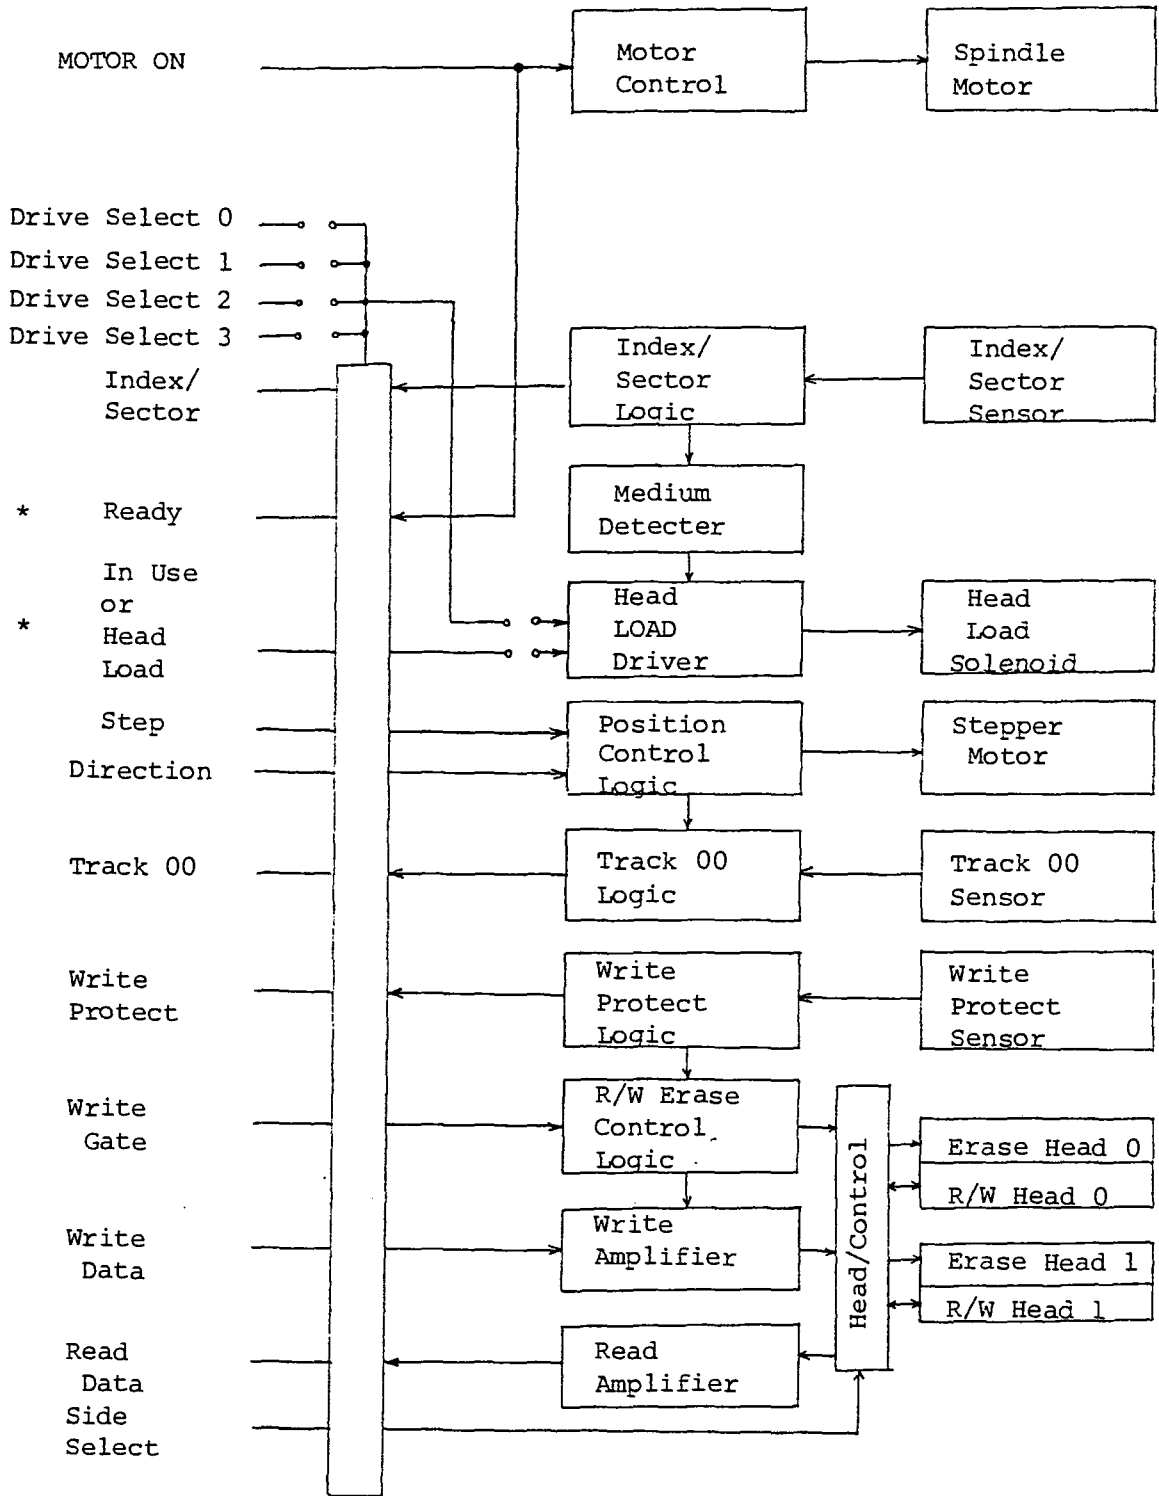 MOTOR ON
Motor
Control
Spindle
Motor
Drive Select 0
Drive Select 1
Drive Select 2
Drive Select 3
Index/
Sector
Index/
Sector
Logic
Index/
Sector
Sensor
* Ready
Medium
Detecter
In Use
or
* Head
Load
Head
LOAD
Driver
Head
Load
Solenoid
Step
Direction
Position
Control
Logic
Stepper
Motor
Track 00
Track 00
Logic
Track 00
Sensor
Write
Protect
Write
Protect
Logic
Write
Protect
Sensor
Write
Gate
R/W Erase
Control
Logic
Head/Control
Erase Head 0
R/W Head 0
Write
Data
Write
Amplifier
Erase Head 1
R/W Head 1
Read
Data
Read
Amplifier
Side
Select